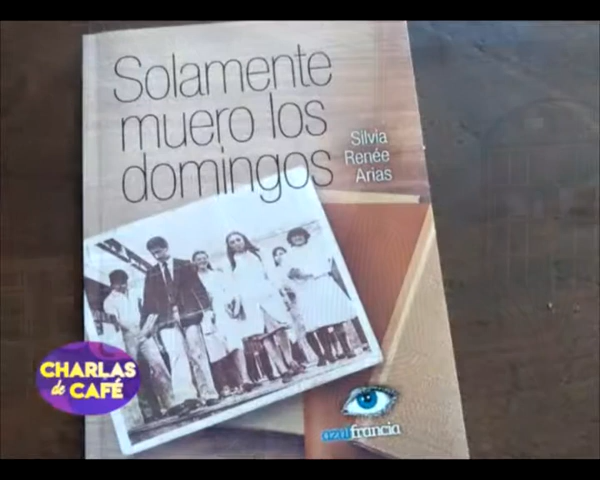 Solamente
muero los
domingos
Silvia
Renée
Arias
CHARLAS
de
CAFÉ
azulfrancia